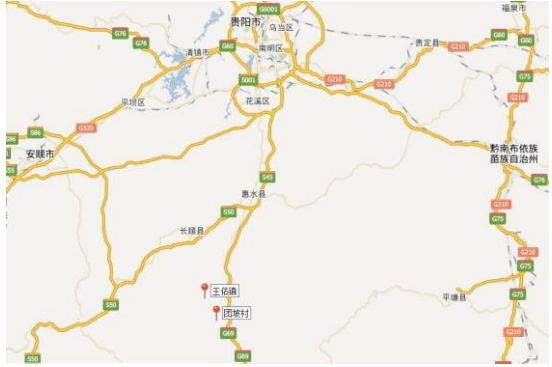 G6001
贵阳市
乌当区
福泉市
G76
G76
清镇市
G60
南明区
贵定县
G210
G60
G60
S001
G210
G210
G75
平坝区
花溪区
G210
G320
S86
安顺市
S55
黔南布依族
苗族自治州
G76
S45
惠水县
S50
长顺县
G210
G75
G210
G75
王佑镇
团坡村
平塘县
G75
S50
G69
G210
S50
G69